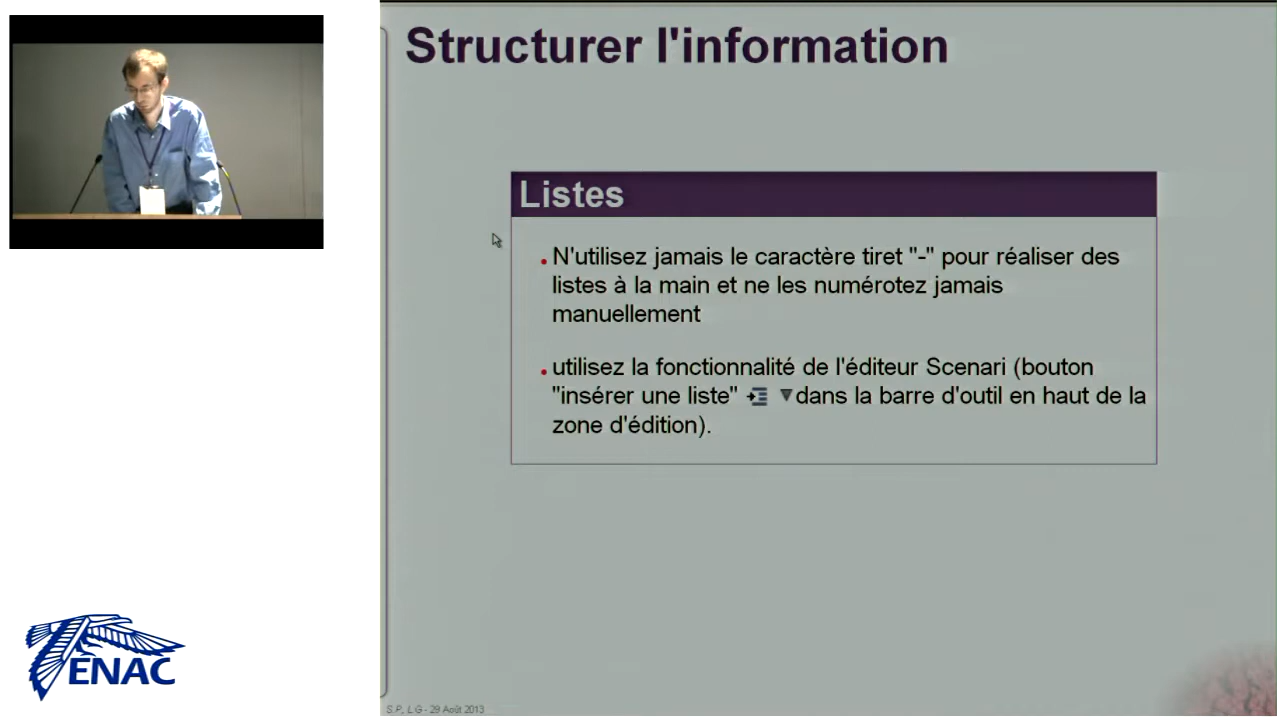 Structurer l'information
Listes
N'utilisez jamais le caractère tiret "-" pour réaliser des
listes à la main et ne les numérotez jamais
manuellement
utilisez la fonctionnalité de l'éditeur Scenari (bouton
"insérer une liste" dans la barre d'outil en haut de la
zone d'édition).
ENAC
S.P., L.G - 29 Août 2013